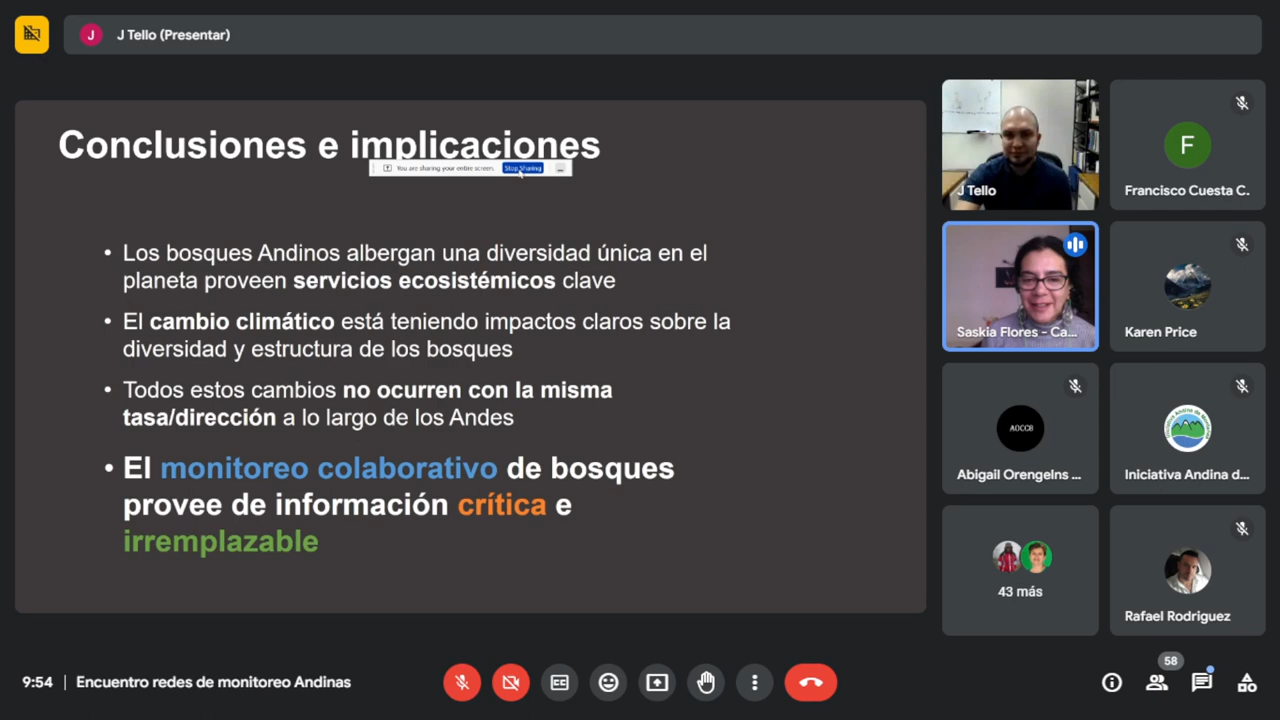 J
J Tello (Presentar)
Conclusiones e implicaciones
You are sharing your entire screen.
Stop Sharing
• Los bosques Andinos albergan una diversidad única en el
planeta proveen servicios ecosistémicos clave
• El cambio climático está teniendo impactos claros sobre la
diversidad y estructura de los bosques
• Todos estos cambios no ocurren con la misma
tasa/dirección a lo largo de los Andes
• El monitoreo colaborativo de bosques
provee de información crítica e
irremplazable
J Tello
F
Francisco Cuesta C.
Saskia Flores - Ca...
Karen Price
AOCCB
Abigail OrengeIns ...
Iniciativa Andina d...
43 más
Rafael Rodriguez
9:54 | Encuentro redes de monitoreo Andinas
CC
58